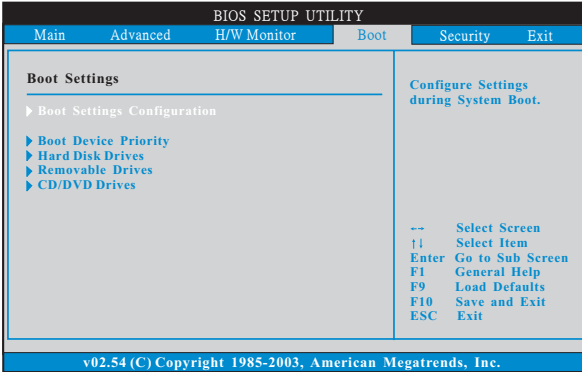 BIOS SETUP UTILITY
Main Advanced H/W Monitor Boot Security Exit
Boot Settings
Boot Settings Configuration
Boot Device Priority
Hard Disk Drives
Removable Drives
CD/DVD Drives
Configure Settings
during System Boot.
←→ Select Screen
↑↓ Select Item
Enter Go to Sub Screen
F1 General Help
F9 Load Defaults
F10 Save and Exit
ESC Exit
v02.54 (C) Copyright 1985-2003, American Megatrends, Inc.